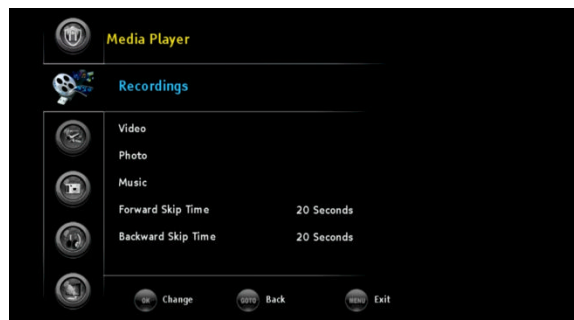 Media Player
Recordings
Video
Photo
Music
Forward Skip Time 20 Seconds
Backward Skip Time 20 Seconds
OK Change GOTO Back MENU Exit